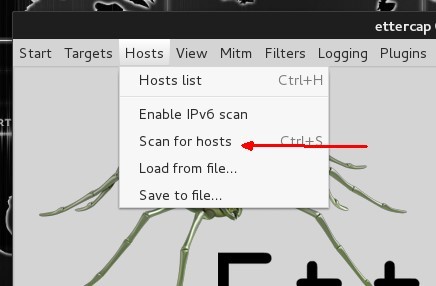 ettercap
Start Targets Hosts View Mitm Filters Logging Plugins
Hosts list Ctrl+H
Enable IPv6 scan
Scan for hosts Ctrl+S
Load from file...
Save to file...
Ett